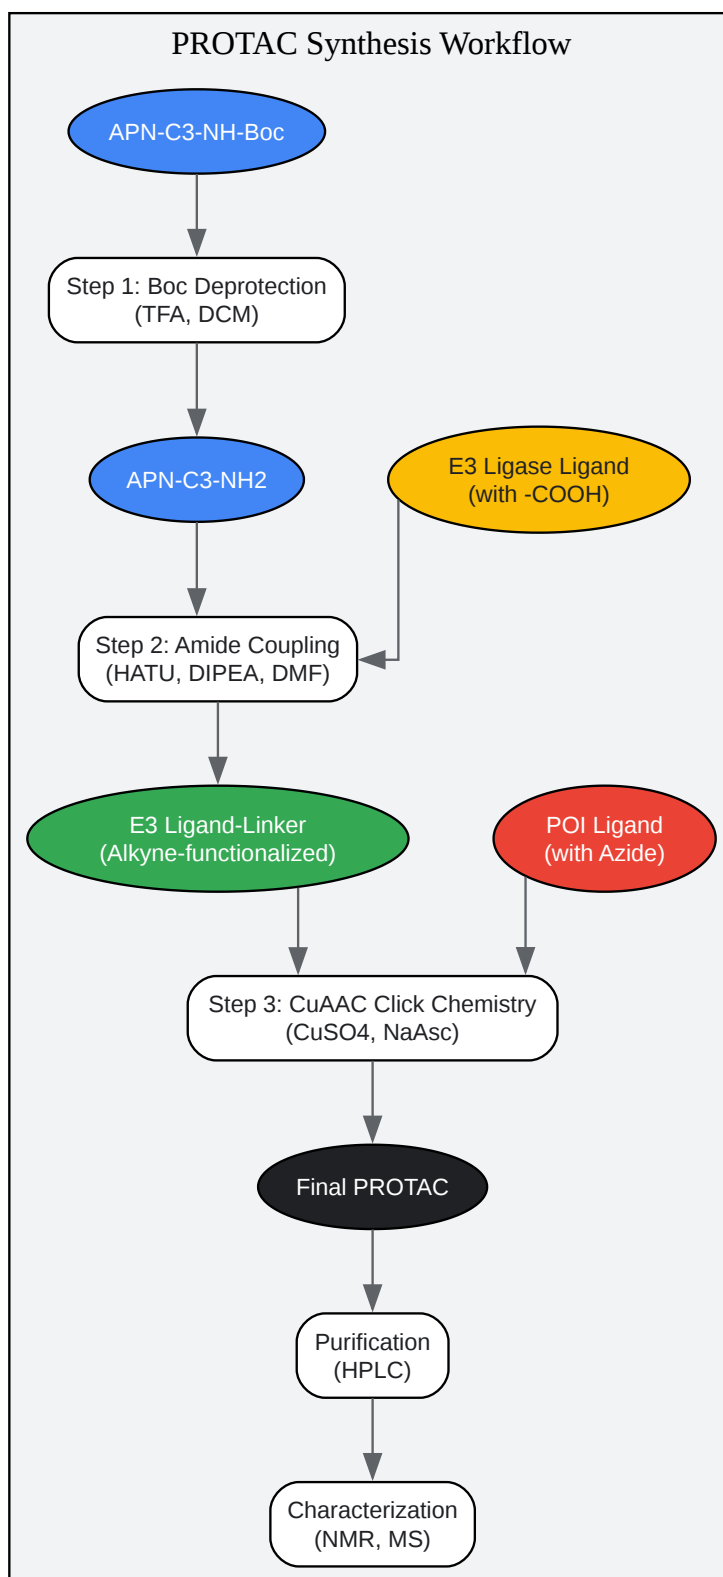 PROTAC Synthesis Workflow
APN-C3-NH-Boc
Step 1: Boc Deprotection
(TFA, DCM)
APN-C3-NH2
E3 Ligase Ligand
(with -COOH)
Step 2: Amide Coupling
(HATU, DIPEA, DMF)
E3 Ligand-Linker
(Alkyne-functionalized)
POI Ligand
(with Azide)
Step 3: CuAAC Click Chemistry
(CuSO4, NaAsc)
Final PROTAC
Purification
(HPLC)
Characterization
(NMR, MS)